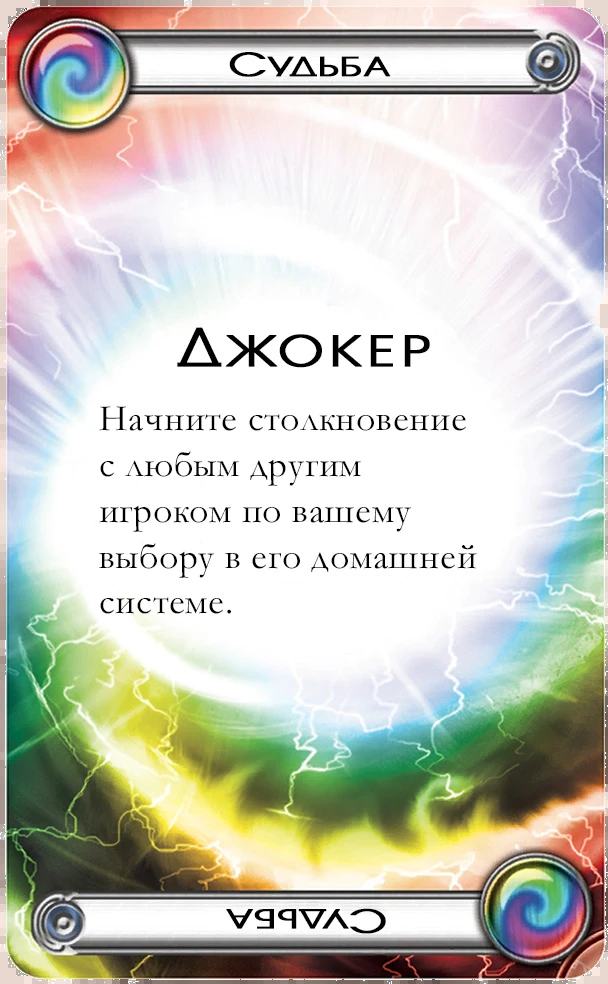 Судьба
Джокер
Начните столкновение
с любым другим
игроком по вашему
выбору в его домашней
системе.
Судьба